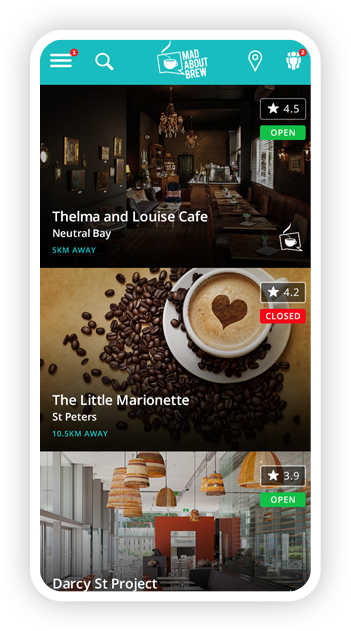 1
MAD
ABOUT
BREW
2
4.5
OPEN
Thelma and Louise Cafe
Neutral Bay
5KM AWAY
4.2
CLOSED
The Little Marionette
St Peters
10.5KM AWAY
3.9
OPEN
Darcy St Project